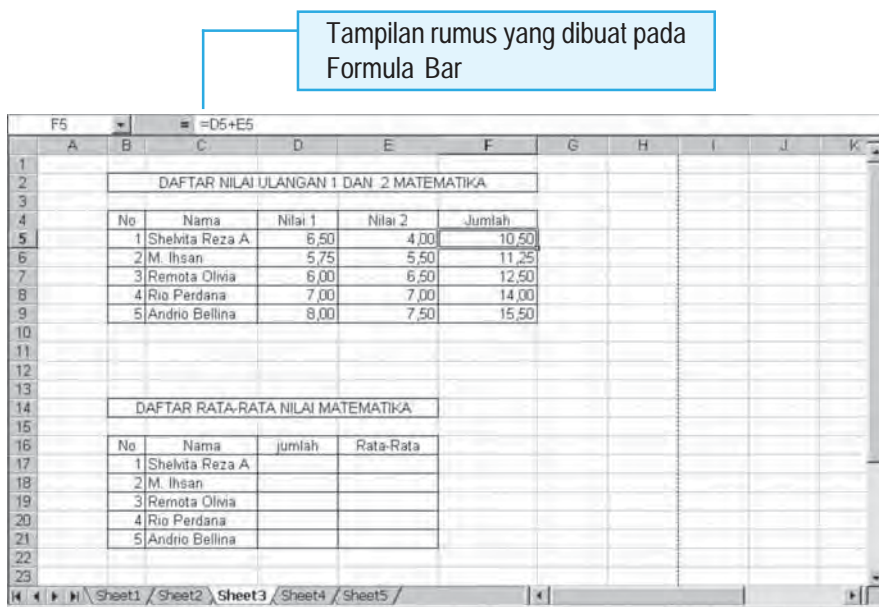 Tampilan rumus yang dibuat pada
Formula Bar
F5 = =D5+E5
A B C D E F G H I J K
1
2 DAFTAR NILAI ULANGAN 1 DAN 2 MATEMATIKA
3
4 No Nama Nilai 1 Nilai 2 Jumlah
5 1 Shelvita Reza A 6,50 4,00 10,50
6 2 M. Ihsan 5,75 5,50 11,25
7 3 Remota Olivia 6,00 6,50 12,50
8 4 Rio Perdana 7,00 7,00 14,00
9 5 Andrio Bellina 8,00 7,50 15,50
10
11
12
13
14 DAFTAR RATA-RATA NILAI MATEMATIKA
15
16 No Nama jumlah Rata-Rata
17 1 Shelvita Reza A
18 2 M. Ihsan
19 3 Remota Olivia
20 4 Rio Perdana
21 5 Andrio Bellina
22
23
Sheet1 Sheet2 Sheet3 Sheet4 Sheet5